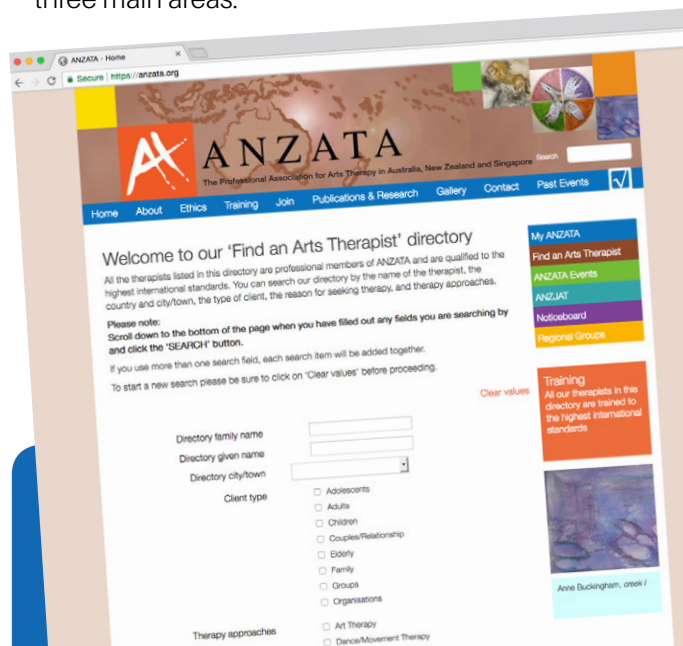 three main areas.
ANZATA - Home
Secure | https://anzata.org
ANZATA
The Professional Association for Arts Therapy in Australia, New Zealand and Singapore
Search
Home About Ethics Training Join Publications & Research Gallery Contact Past Events
Welcome to our 'Find an Arts Therapist' directory
All the therapists listed in this directory are professional members of ANZATA and are qualified to the
highest international standards. You can search our directory by the name of the therapist, the
country and city/town, the type of client, the reason for seeking therapy, and therapy approaches.
Please note:
Scroll down to the bottom of the page when you have filled out any fields you are searching by
and click the 'SEARCH' button.
If you use more than one search field, each search item will be added together.
To start a new search please be sure to click on 'Clear values' before proceeding.
Clear values
Directory family name
Directory given name
Directory city/town
Client type
Adolescents
Adults
Children
Couples/Relationship
Elderly
Family
Groups
Organisations
Therapy approaches
Art Therapy
Dance/Movement Therapy
My ANZATA
Find an Arts Therapist
ANZATA Events
ANZJAT
Noticeboard
Regional Groups
Training
All our therapists in this
directory are trained to
the highest international
standards
Anne Buckingham, creek I